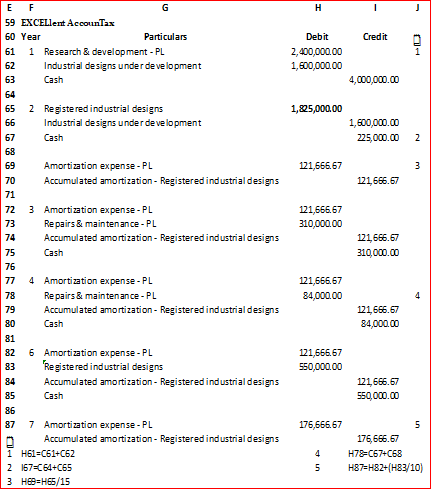 E F G H I J
59 EXCELlent AccounTax
60 Year Particulars Debit Credit
61 1 Research & development - PL 2,400,000.00 1
62 Industrial designs under development 1,600,000.00
63 Cash 4,000,000.00
64
65 2 Registered industrial designs 1,825,000.00
66 Industrial designs under development 1,600,000.00
67 Cash 225,000.00 2
68
69 Amortization expense - PL 121,666.67 3
70 Accumulated amortization - Registered industrial designs 121,666.67
71
72 3 Amortization expense - PL 121,666.67
73 Repairs & maintenance - PL 310,000.00
74 Accumulated amortization - Registered industrial designs 121,666.67
75 Cash 310,000.00
76
77 4 Amortization expense - PL 121,666.67
78 Repairs & maintenance - PL 84,000.00 4
79 Accumulated amortization - Registered industrial designs 121,666.67
80 Cash 84,000.00
81
82 6 Amortization expense - PL 121,666.67
83 Registered industrial designs 550,000.00
84 Accumulated amortization - Registered industrial designs 121,666.67
85 Cash 550,000.00
86
87 7 Amortization expense - PL 176,666.67 5
Accumulated amortization - Registered industrial designs 176,666.67
1 H61=C61+C62 4 H78=C67+C68
2 I67=C64+C65 5 H87=H82+(H83/10)
3 H69=H65/15